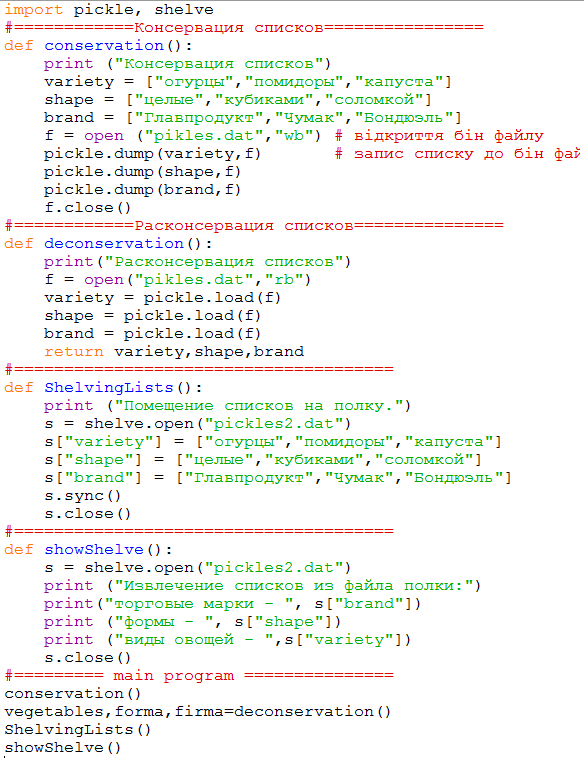 import pickle, shelve
#============Консервация списков================
def conservation():
    print ("Консервация списков")
    variety = ["огурцы","помидоры","капуста"]
    shape = ["целые","кубиками","соломкой"]
    brand = ["Главпродукт","Чумак","Бондюэль"]
    f = open ("pikles.dat","wb") # відкриття бін файлу
    pickle.dump(variety,f)       # запис списку до бін фай
    pickle.dump(shape,f)
    pickle.dump(brand,f)
    f.close()
#============Расконсервация списков===============
def deconservation():
    print("Расконсервация списков")
    f = open("pikles.dat","rb")
    variety = pickle.load(f)
    shape = pickle.load(f)
    brand = pickle.load(f)
    return variety,shape,brand
#======================================
def ShelvingLists():
    print ("Помещение списков на полку.")
    s = shelve.open("pickles2.dat")
    s["variety"] = ["огурцы","помидоры","капуста"]
    s["shape"] = ["целые","кубиками","соломкой"]
    s["brand"] = ["Главпродукт","Чумак","Бондюэль"]
    s.sync()
    s.close()
#======================================
def showShelve():
    s = shelve.open("pickles2.dat")
    print ("Извлечение списков из файла полки:")
    print("торговые марки - ", s["brand"])
    print ("формы - ", s["shape"])
    print ("виды овощей - ",s["variety"])
    s.close()
#========= main program ===============
conservation()
vegetables,forma,firma=deconservation()
ShelvingLists()
showShelve()